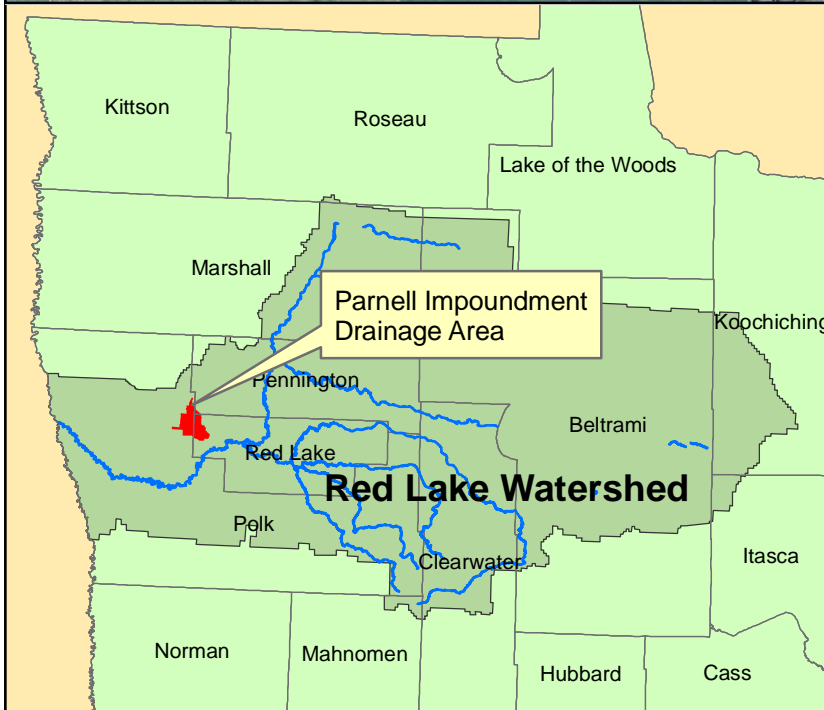 Kittson
Roseau
Lake of the Woods
Marshall
Parnell Impoundment
Drainage Area
Koochiching
Pennington
Beltrami
Red Lake
Red Lake Watershed
Polk
Clearwater
Itasca
Norman
Mahnomen
Hubbard
Cass